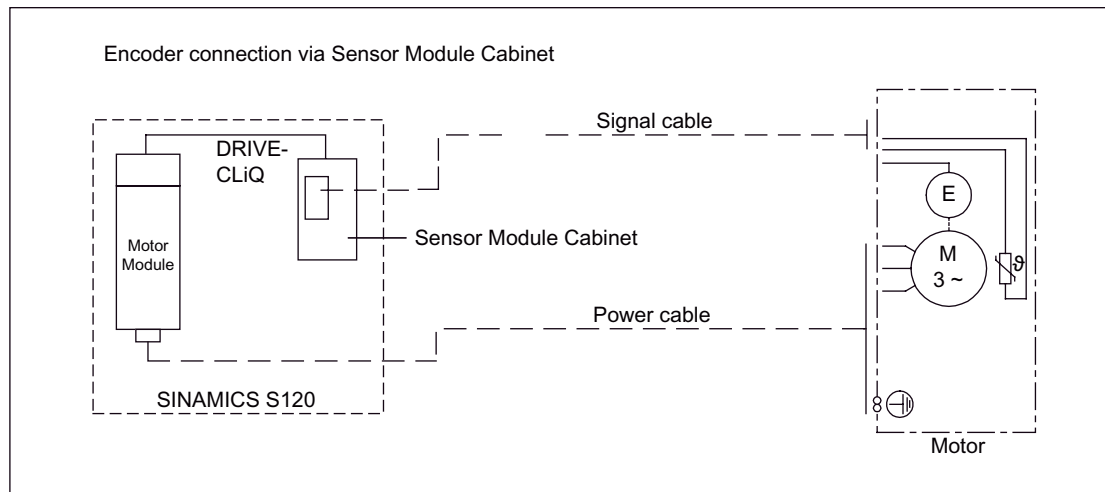 Encoder connection via Sensor Module Cabinet
Signal cable
DRIVE-
CLiQ
E
Motor
Module
Sensor Module Cabinet
M
3 ~
ϑ
Power cable
SINAMICS S120
Motor